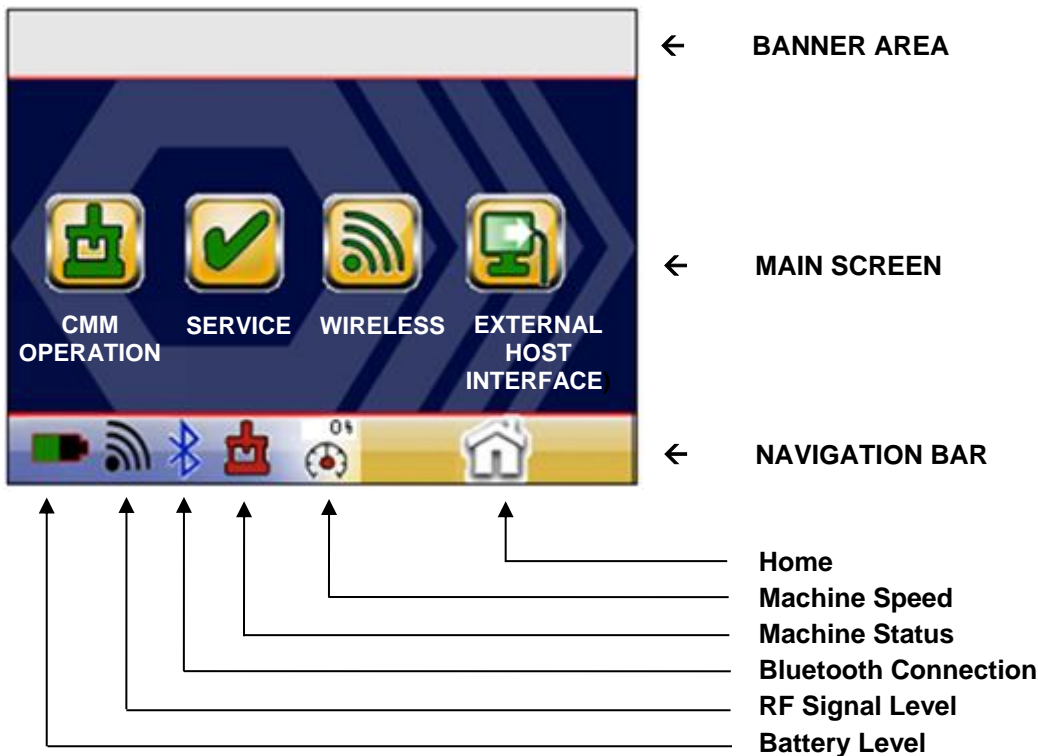 ← BANNER AREA
← MAIN SCREEN
CMM
OPERATION
SERVICE
WIRELESS
EXTERNAL
HOST
INTERFACE)
0%
← NAVIGATION BAR
Home
Machine Speed
Machine Status
Bluetooth Connection
RF Signal Level
Battery Level